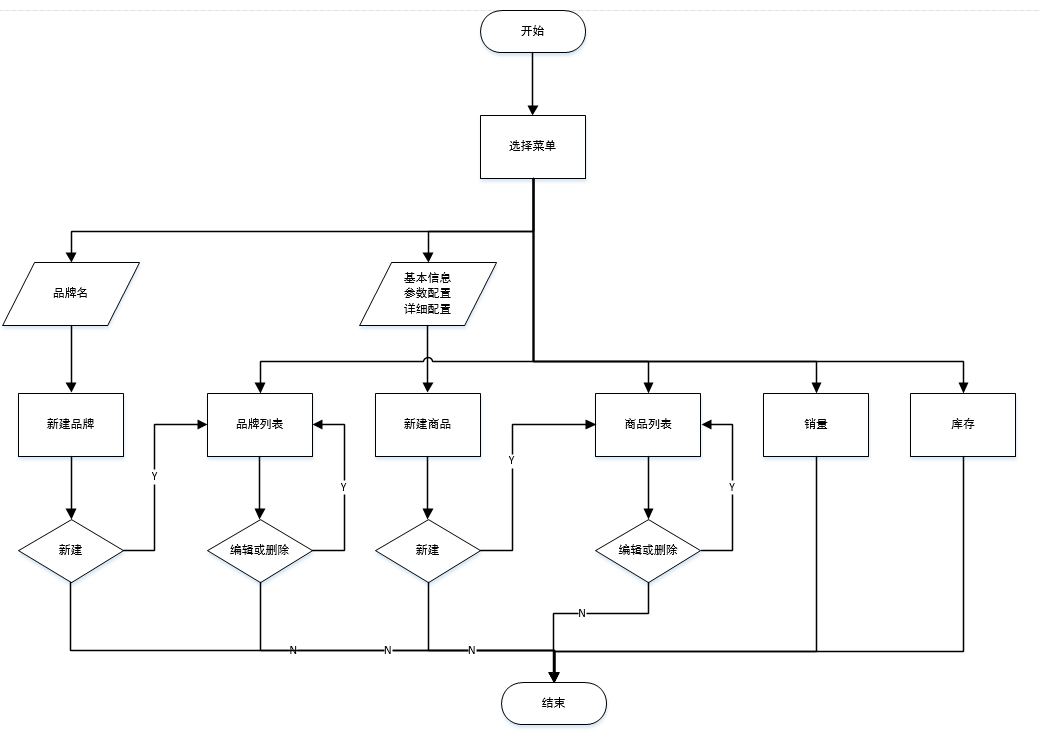 开始
选择菜单
品牌名
基本信息
参数配置
详细配置
新建品牌
品牌列表
新建商品
商品列表
销量
库存
Y
Y
Y
Y
新建
编辑或删除
新建
编辑或删除
N
N
N
N
结束